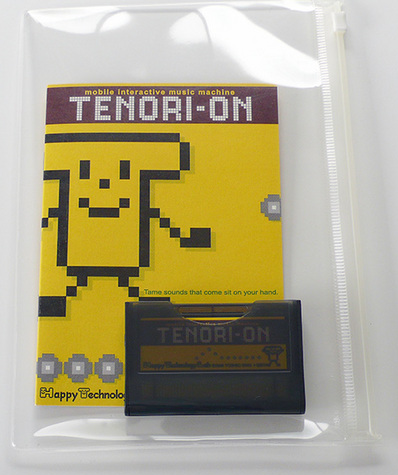 mobile interactive music machine
TENORI-ON
Tame sounds that come sit on your hand.
Happy Technolo
TENORI-ON